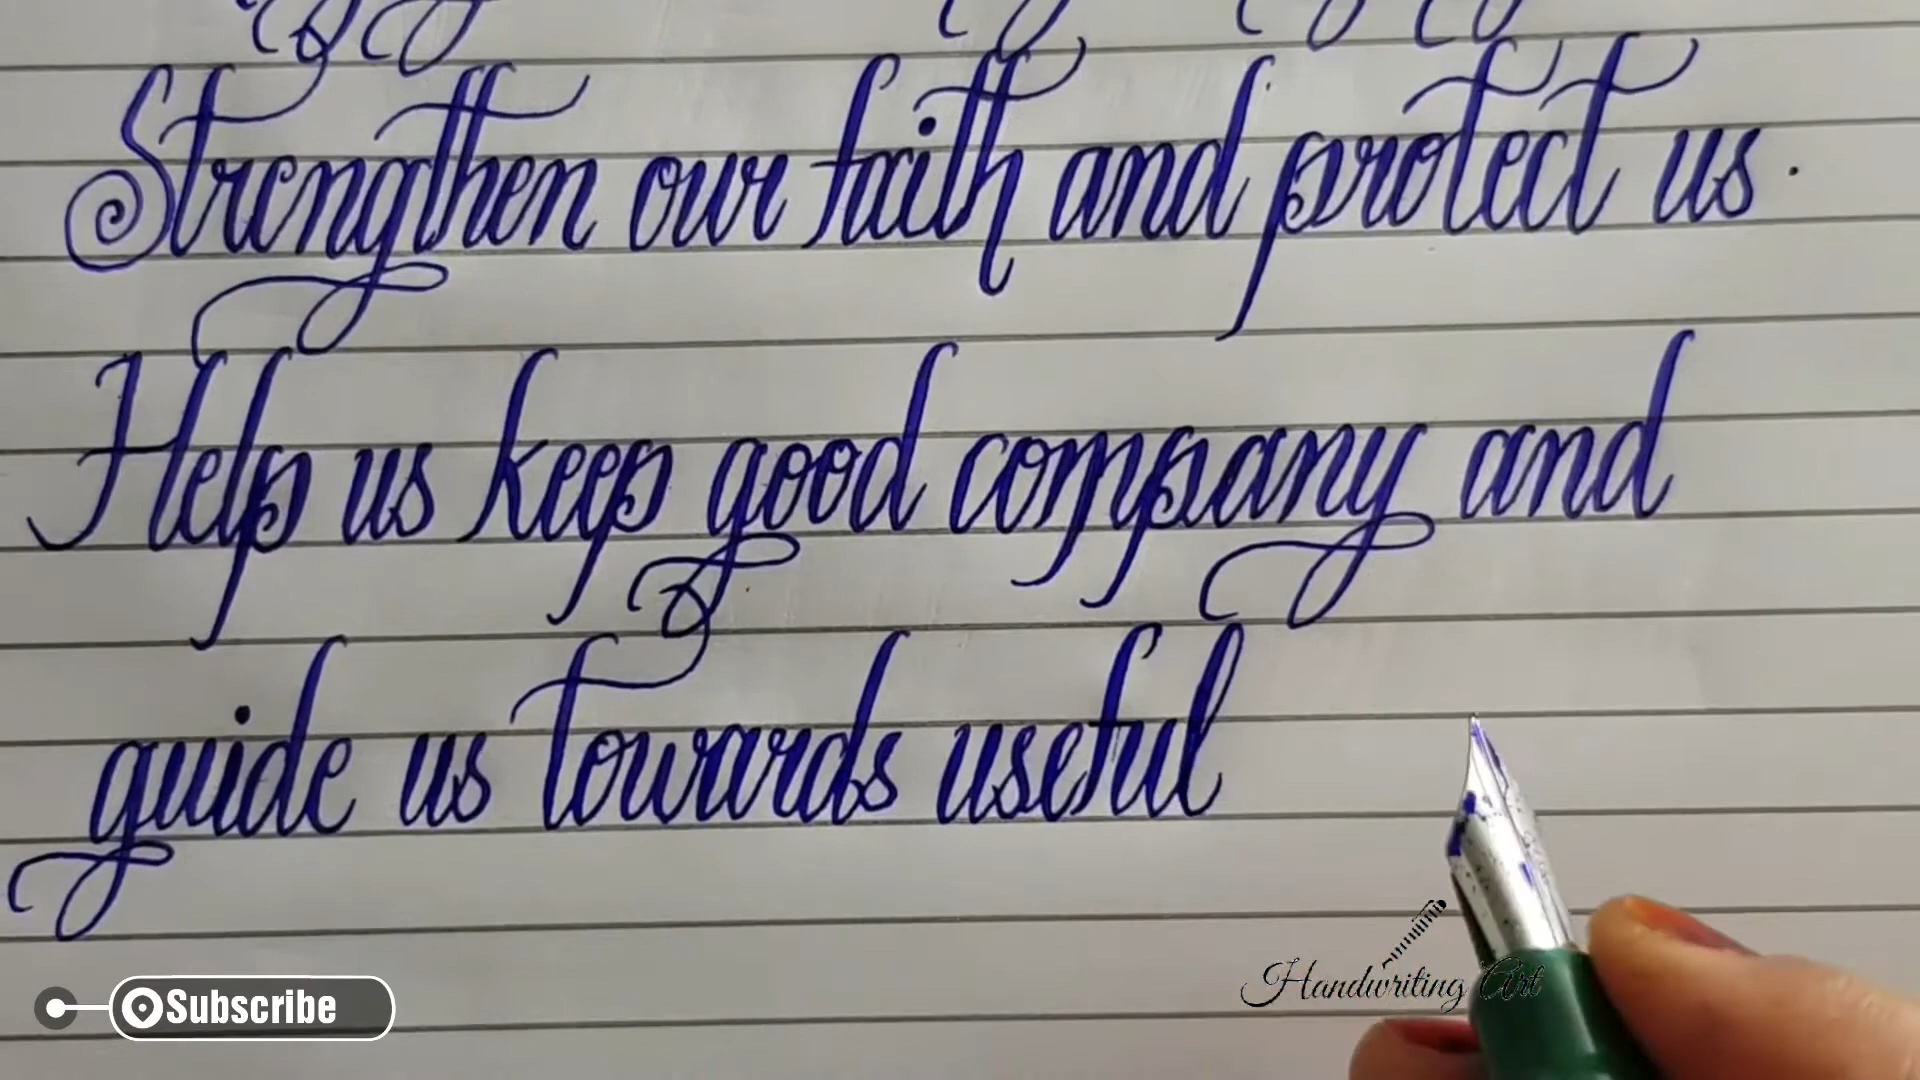 Strengthen our faith and protect us.
Help us keep good company and
guide us towards useful
Subscribe
Handwriting Art